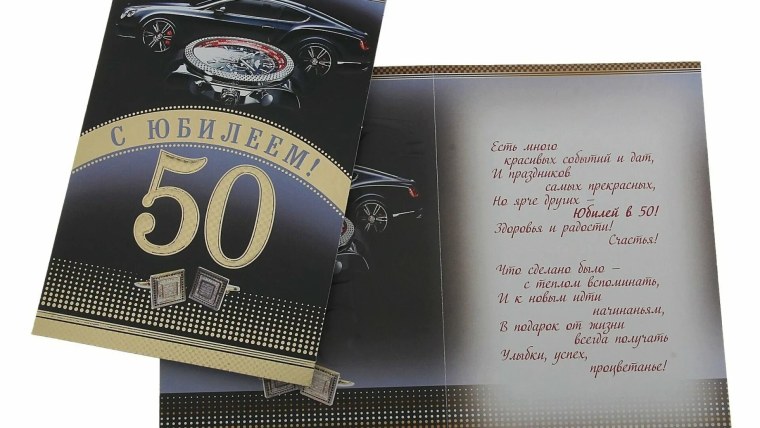 С ЮБИЛЕЕМ!
50
Есть много
красивых событий и дат,
И праздников
самых прекрасных,
Но ярче других –
Юбилей в 50!
Здоровья и радости!
Счастья!
Что сделано было –
с теплом вспоминать,
И к новым идти
начинаньям,
В подарок от жизни
всегда получать
Улыбки, успех,
процветанье!